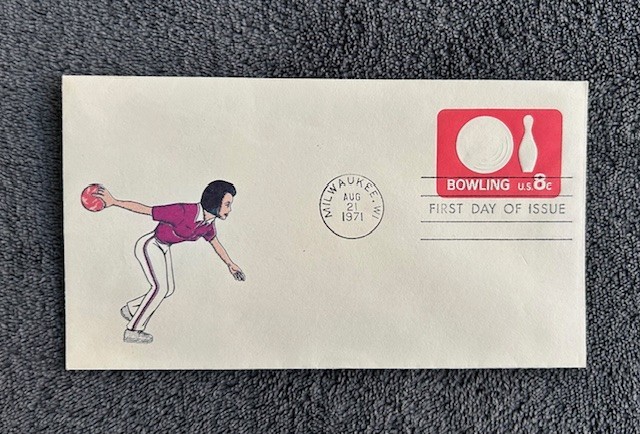 BOWLING U.S. 8c
MILWAUKEE, WI
AUG
21
1971
FIRST DAY OF ISSUE